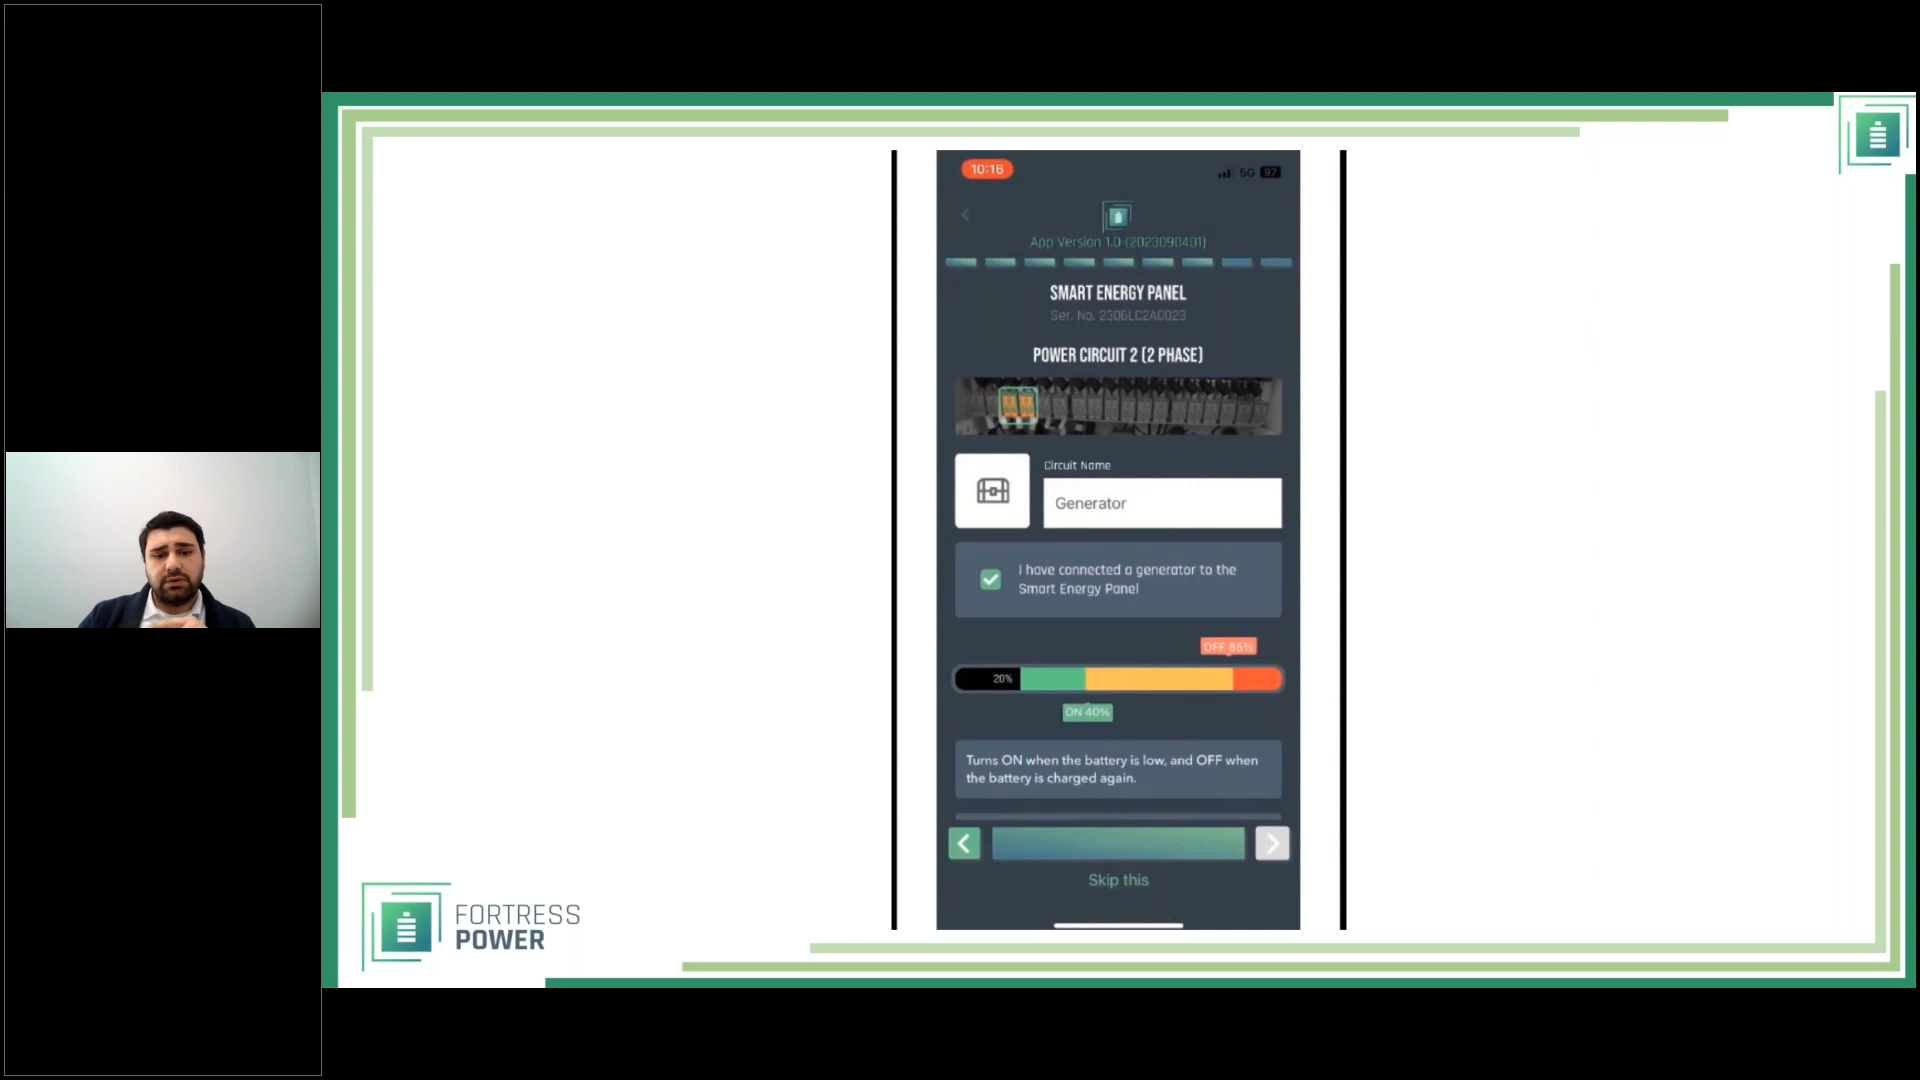 10:16
5G 97
App Version 1.0 (2023090401)
SMART ENERGY PANEL
Ser. No. 2306LC2A0023
POWER CIRCUIT 2 (2 PHASE)
Circuit Name
Generator
I have connected a generator to the
Smart Energy Panel
OFF 85%
20%
ON 40%
Turns ON when the battery is low, and OFF when
the battery is charged again.
Skip this
FORTRESS
POWER